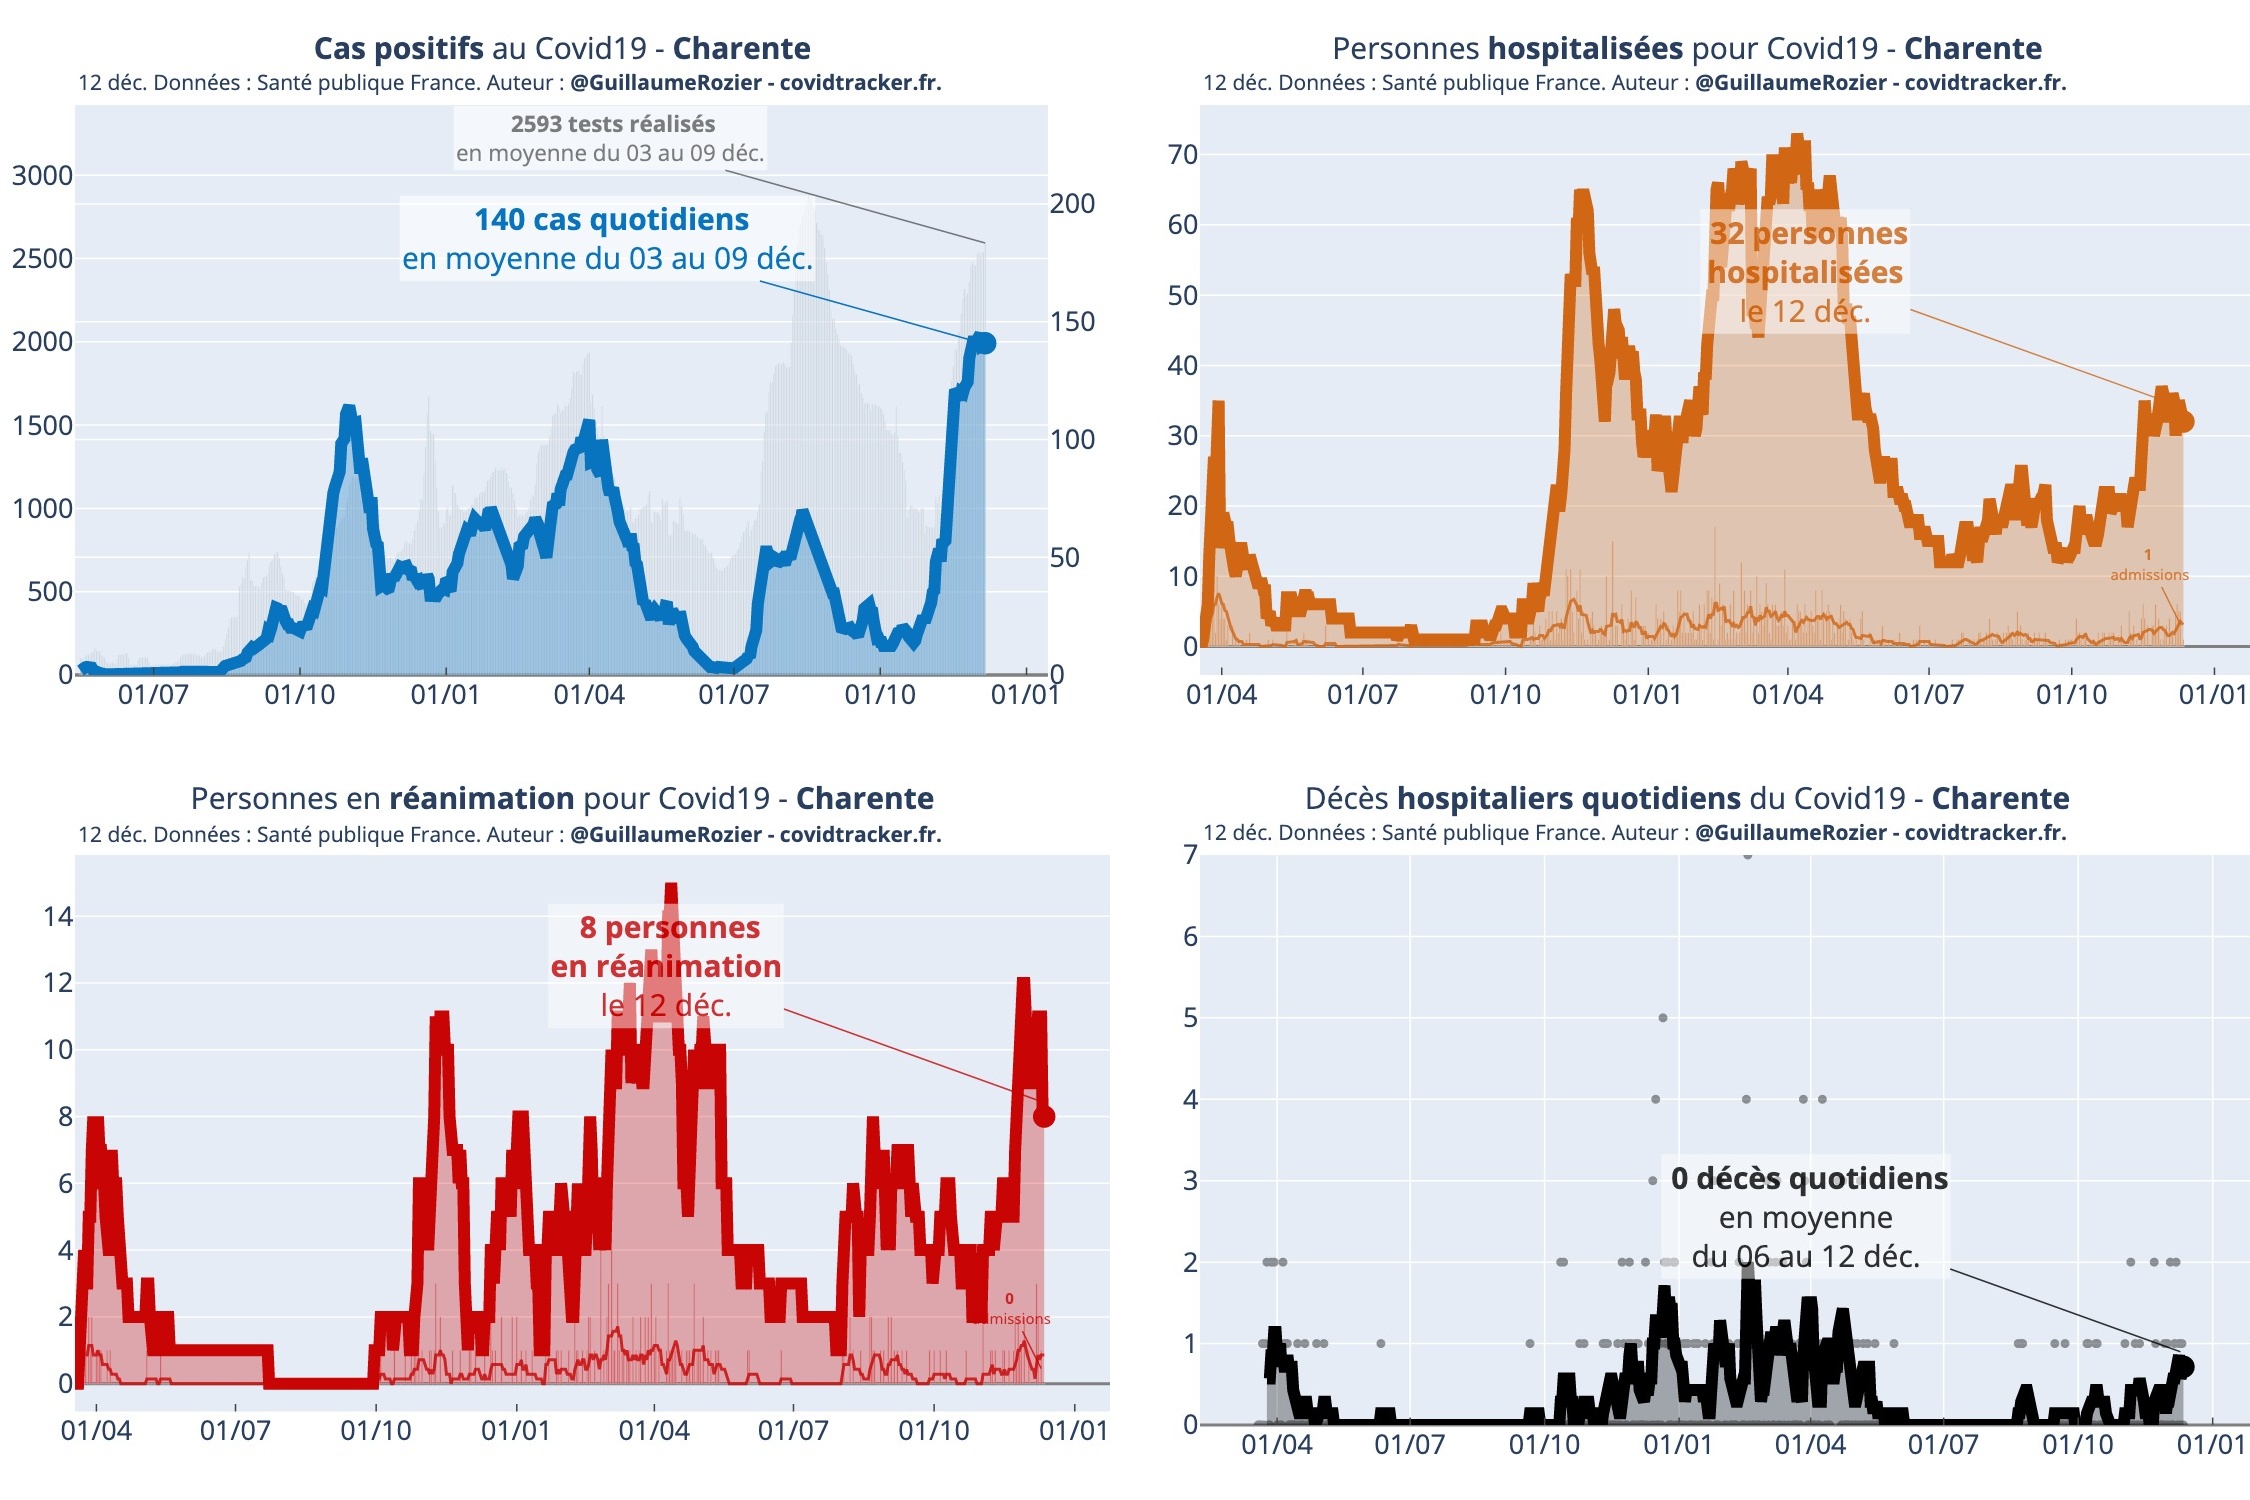 Cas positifs au Covid19 - Charente
12 déc. Données : Santé publique France. Auteur : @GuillaumeRozier - covidtracker.fr.
2593 tests réalisés
en moyenne du 03 au 09 déc.
140 cas quotidiens
en moyenne du 03 au 09 déc.
3000
2500
2000
1500
1000
500
0
200
150
100
50
0
01/07 01/10 01/01 01/04 01/07 01/10 01/01
Personnes hospitalisées pour Covid19 - Charente
12 déc. Données : Santé publique France. Auteur : @GuillaumeRozier - covidtracker.fr.
32 personnes
hospitalisées
le 12 déc.
1
admissions
70
60
50
40
30
20
10
0
01/04 01/07 01/10 01/01 01/04 01/07 01/10 01/01
Personnes en réanimation pour Covid19 - Charente
12 déc. Données : Santé publique France. Auteur : @GuillaumeRozier - covidtracker.fr.
8 personnes
en réanimation
le 12 déc.
0
admissions
14
12
10
8
6
4
2
0
01/04 01/07 01/10 01/01 01/04 01/07 01/10 01/01
Décès hospitaliers quotidiens du Covid19 - Charente
12 déc. Données : Santé publique France. Auteur : @GuillaumeRozier - covidtracker.fr.
0 décès quotidiens
en moyenne
du 06 au 12 déc.
7
6
5
4
3
2
1
0
01/04 01/07 01/10 01/01 01/04 01/07 01/10 01/01